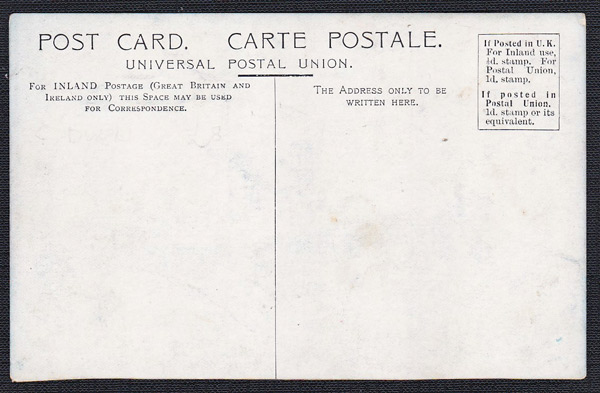 POST CARD. CARTE POSTALE.
UNIVERSAL POSTAL UNION.
FOR INLAND POSTAGE (GREAT BRITAIN AND
IRELAND ONLY) THIS SPACE MAY BE USED
FOR CORRESPONDENCE.
THE ADDRESS ONLY TO BE
WRITTEN HERE.
If Posted in U.K.
For Inland use,
½d. stamp. For
Postal Union,
1d. stamp.
If posted in
Postal Union.
1d. stamp or its
equivalent.